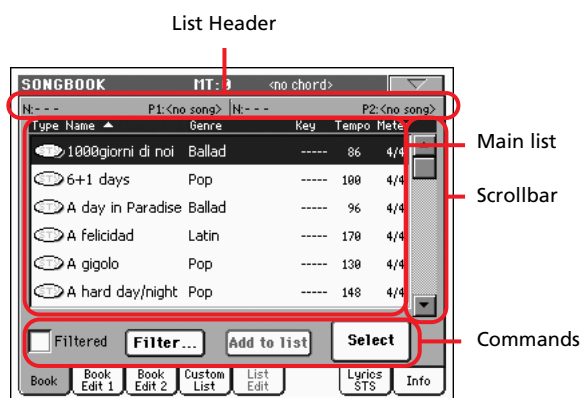 List Header
SONGBOOK MT:0 <no chord>
N:- - - P1:<no song> N:- - - P2:<no song>
Type Name Genre Key Tempo Mete
1000giorni di noi Ballad ----- 86 4/4
6+1 days Pop ----- 100 4/4
A day in Paradise Ballad ----- 96 4/4
A felicidad Latin ----- 170 4/4
A gigolo Pop ----- 130 4/4
A hard day/night Pop ----- 148 4/4
Main list
Scrollbar
Filtered Filter... Add to list Select
Commands
Book Book Edit 1 Book Edit 2 Custom List List Edit Lyrics STS Info